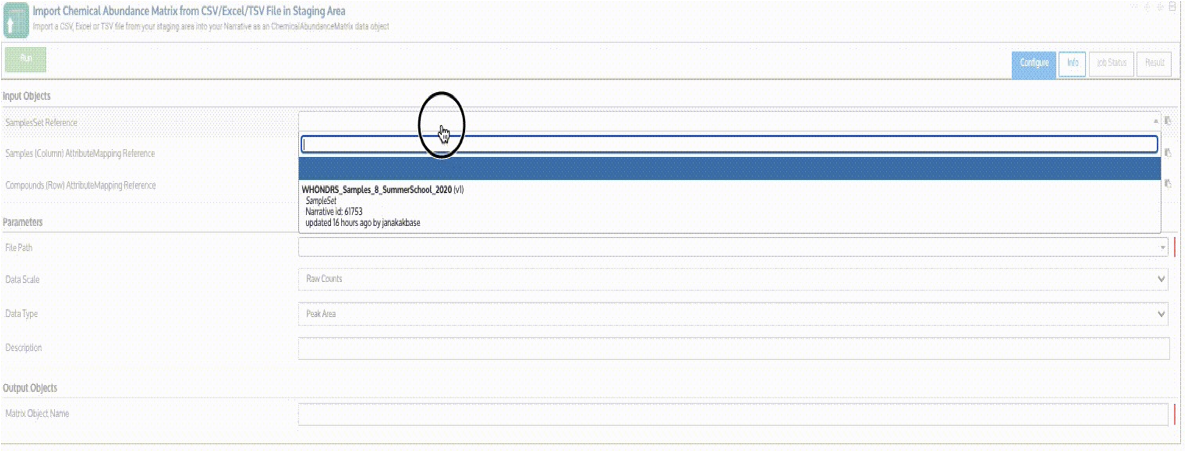 Import Chemical Abundance Matrix from CSV/Excel/TSV File in Staging Area
Import a CSV, Excel or TSV file from your staging area into your Narrative as an ChemicalAbundanceMatrix data object
Run
Configure Info Job Status Result
Input Objects
SamplesSet Reference
Samples (Column) AttributeMapping Reference
Compounds (Row) AttributeMapping Reference
WHONDRS_Samples_8_SummerSchool_2020 (v1)
SampleSet
Narrative id: 61753
updated 16 hours ago by janakakbase
Parameters
File Path
Data Scale Raw Counts
Data Type Peak Area
Description
Output Objects
Matrix Object Name